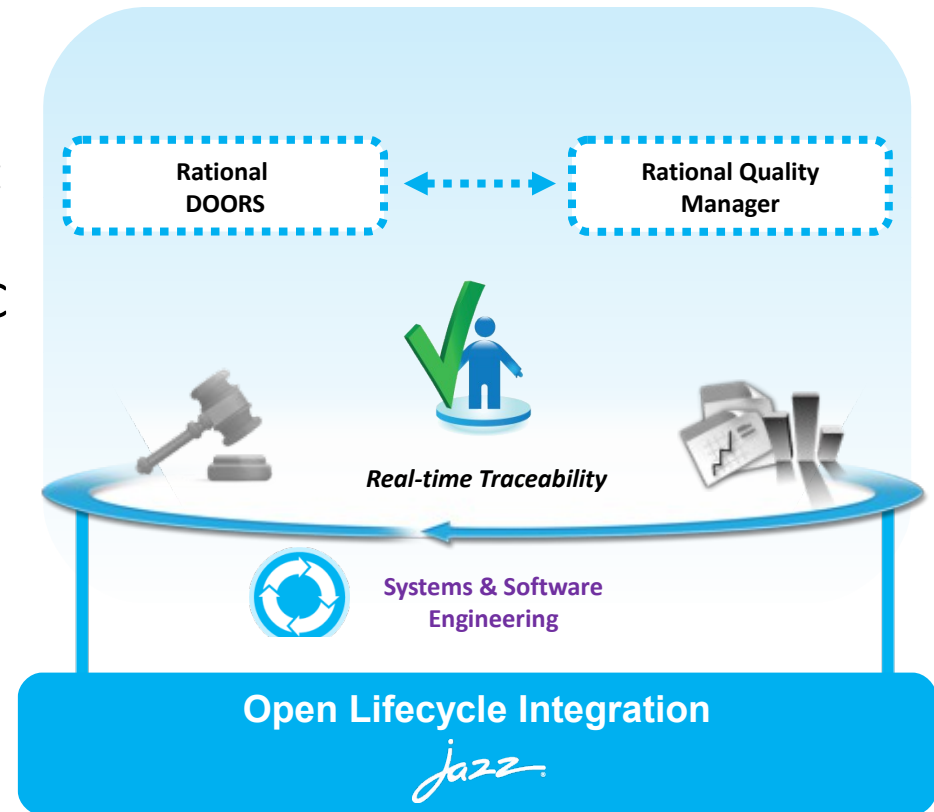 Rational
DOORS
Rational Quality
Manager
Real-time Traceability
Systems & Software
Engineering
Open Lifecycle Integration
jazz